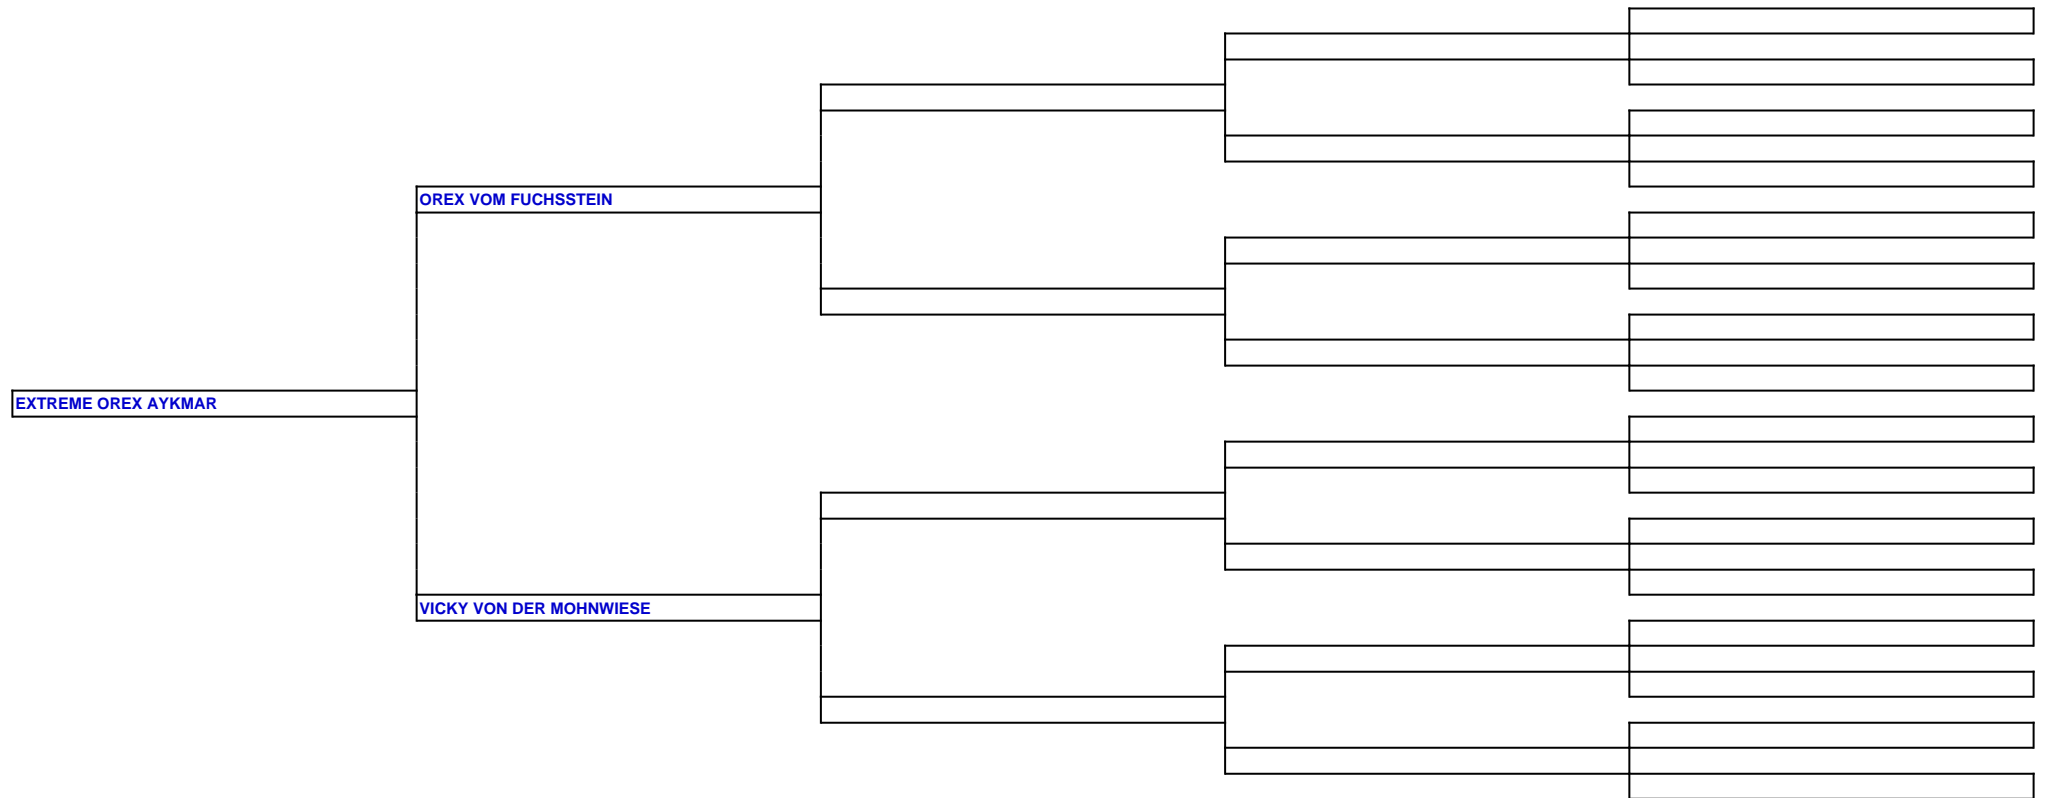 OREX VOM FUCHSSTEIN
EXTREME OREX AYKMAR
VICKY VON DER MOHNWIESE